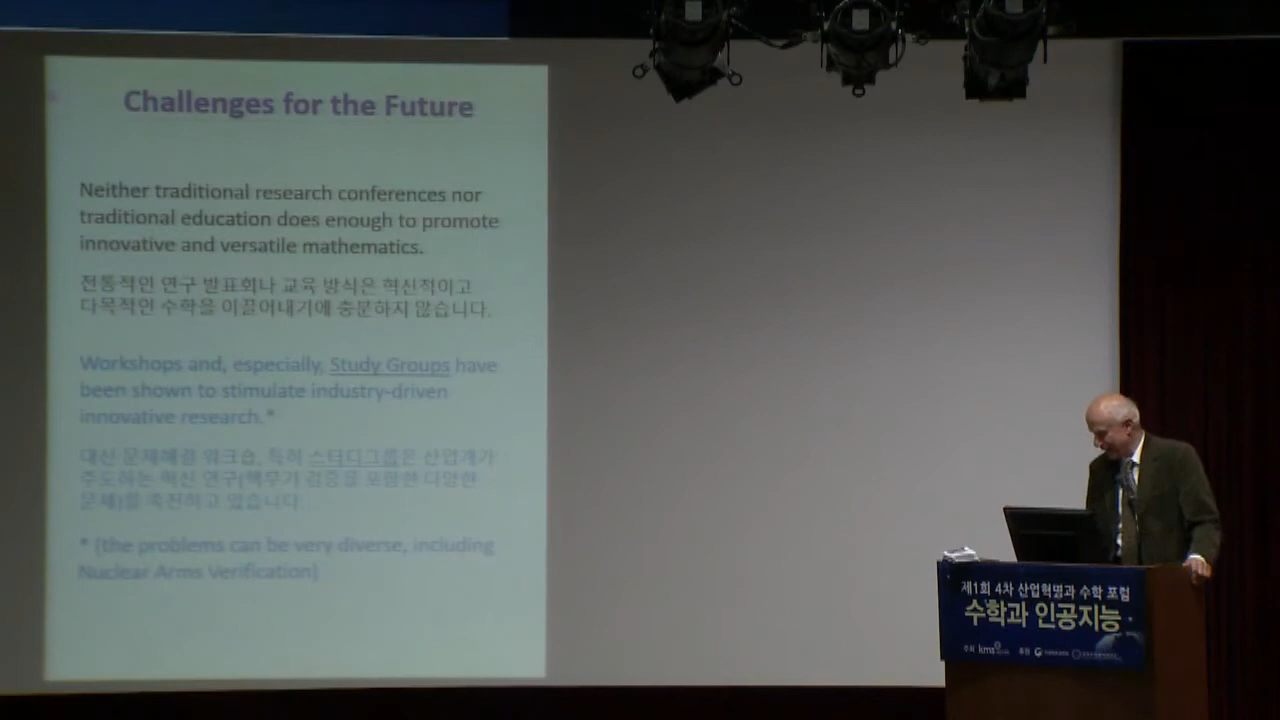 Challenges for the Future
Neither traditional research conferences nor
traditional education does enough to promote
innovative and versatile mathematics.
전통적인 연구 발표회나 교육 방식은 혁신적이고
다목적인 수학을 이끌어내기에 충분하지 않습니다.
Workshops and, especially, Study Groups have
been shown to stimulate industry-driven
innovative research.*
대신 문제해결 워크숍, 특히 스터디그룹은 산업계가
주도하는 혁신 연구(핵무기 검증을 포함한 다양한
문제)를 촉진하고 있습니다.
* (the problems can be very diverse, including
Nuclear Arms Verification)
제1회 4차 산업혁명과 수학 포럼
수학과 인공지능
주최 kms 후원